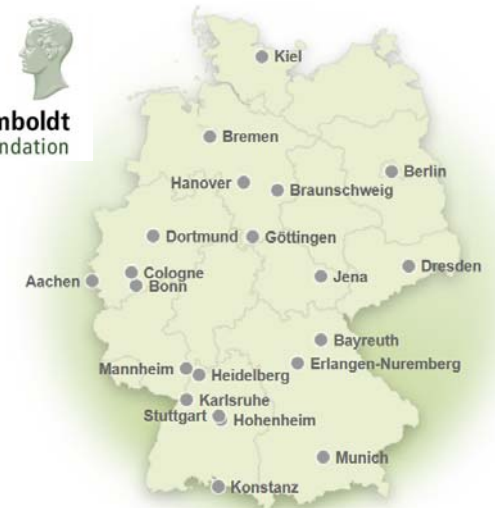 mboldt
ndation
Kiel
Bremen
Hanover
Braunschweig
Berlin
Dortmund
Göttingen
Aachen
Cologne
Bonn
Jena
Dresden
Bayreuth
Mannheim
Heidelberg
Erlangen-Nuremberg
Karlsruhe
Stuttgart
Hohenheim
Munich
Konstanz